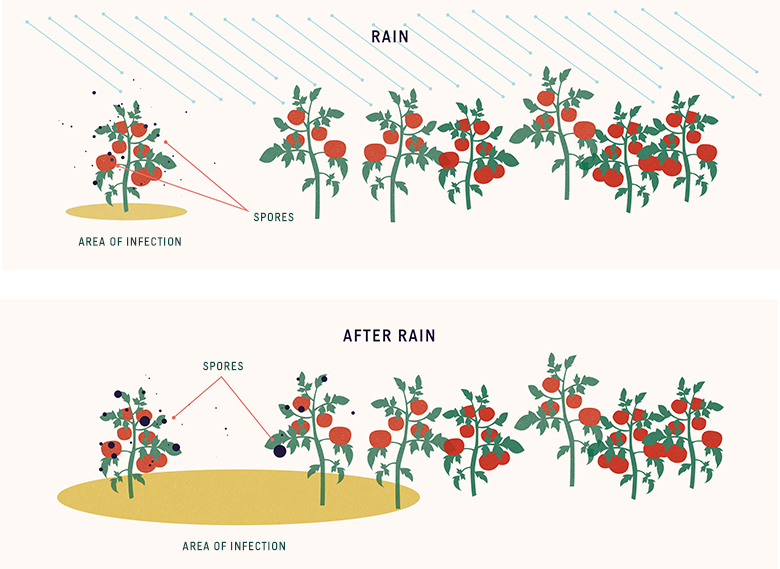 RAIN
SPORES
AREA OF INFECTION
AFTER RAIN
SPORES
AREA OF INFECTION